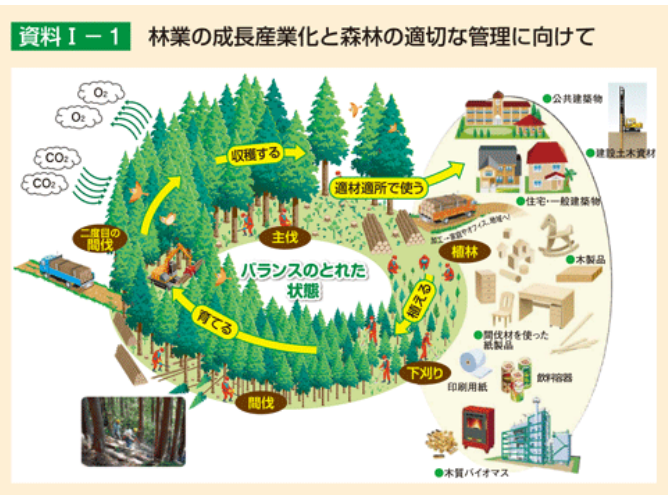 資料Ⅰ－1 林業の成長産業化と森林の適切な管理に向けて
O₂
O₂
CO₂
CO₂
収穫する
適材適所で使う
●公共建築物
●建設土木資材
●住宅・一般建築物
加工→家庭やオフィス、地域へ!
二度目の
間伐
主伐
植林
バランスのとれた
状態
植える
●木製品
育てる
●間伐材を使った
紙製品
下刈り
間伐
印刷用紙
飲料容器
●木質バイオマス